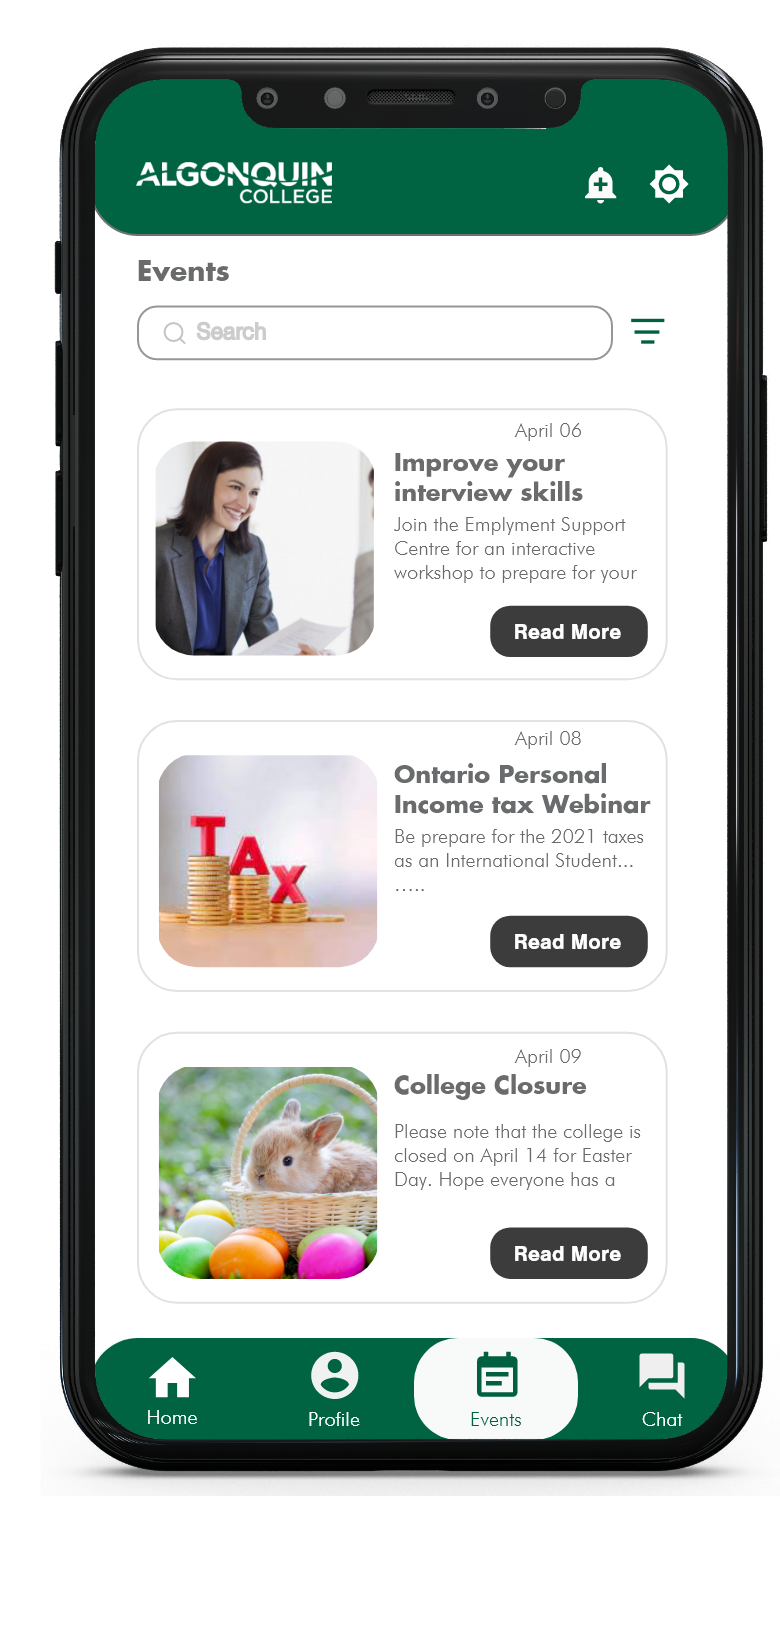 ALGONQUIN
COLLEGE
Events
Search
April 06
Improve your
interview skills
Join the Emplyment Support
Centre for an interactive
workshop to prepare for your
Read More
April 08
Ontario Personal
Income tax Webinar
Be prepare for the 2021 taxes
as an International Student...
.....
TAX
Read More
April 09
College Closure
Please note that the college is
closed on April 14 for Easter
Day. Hope everyone has a
Read More
Home
Profile
Events
Chat